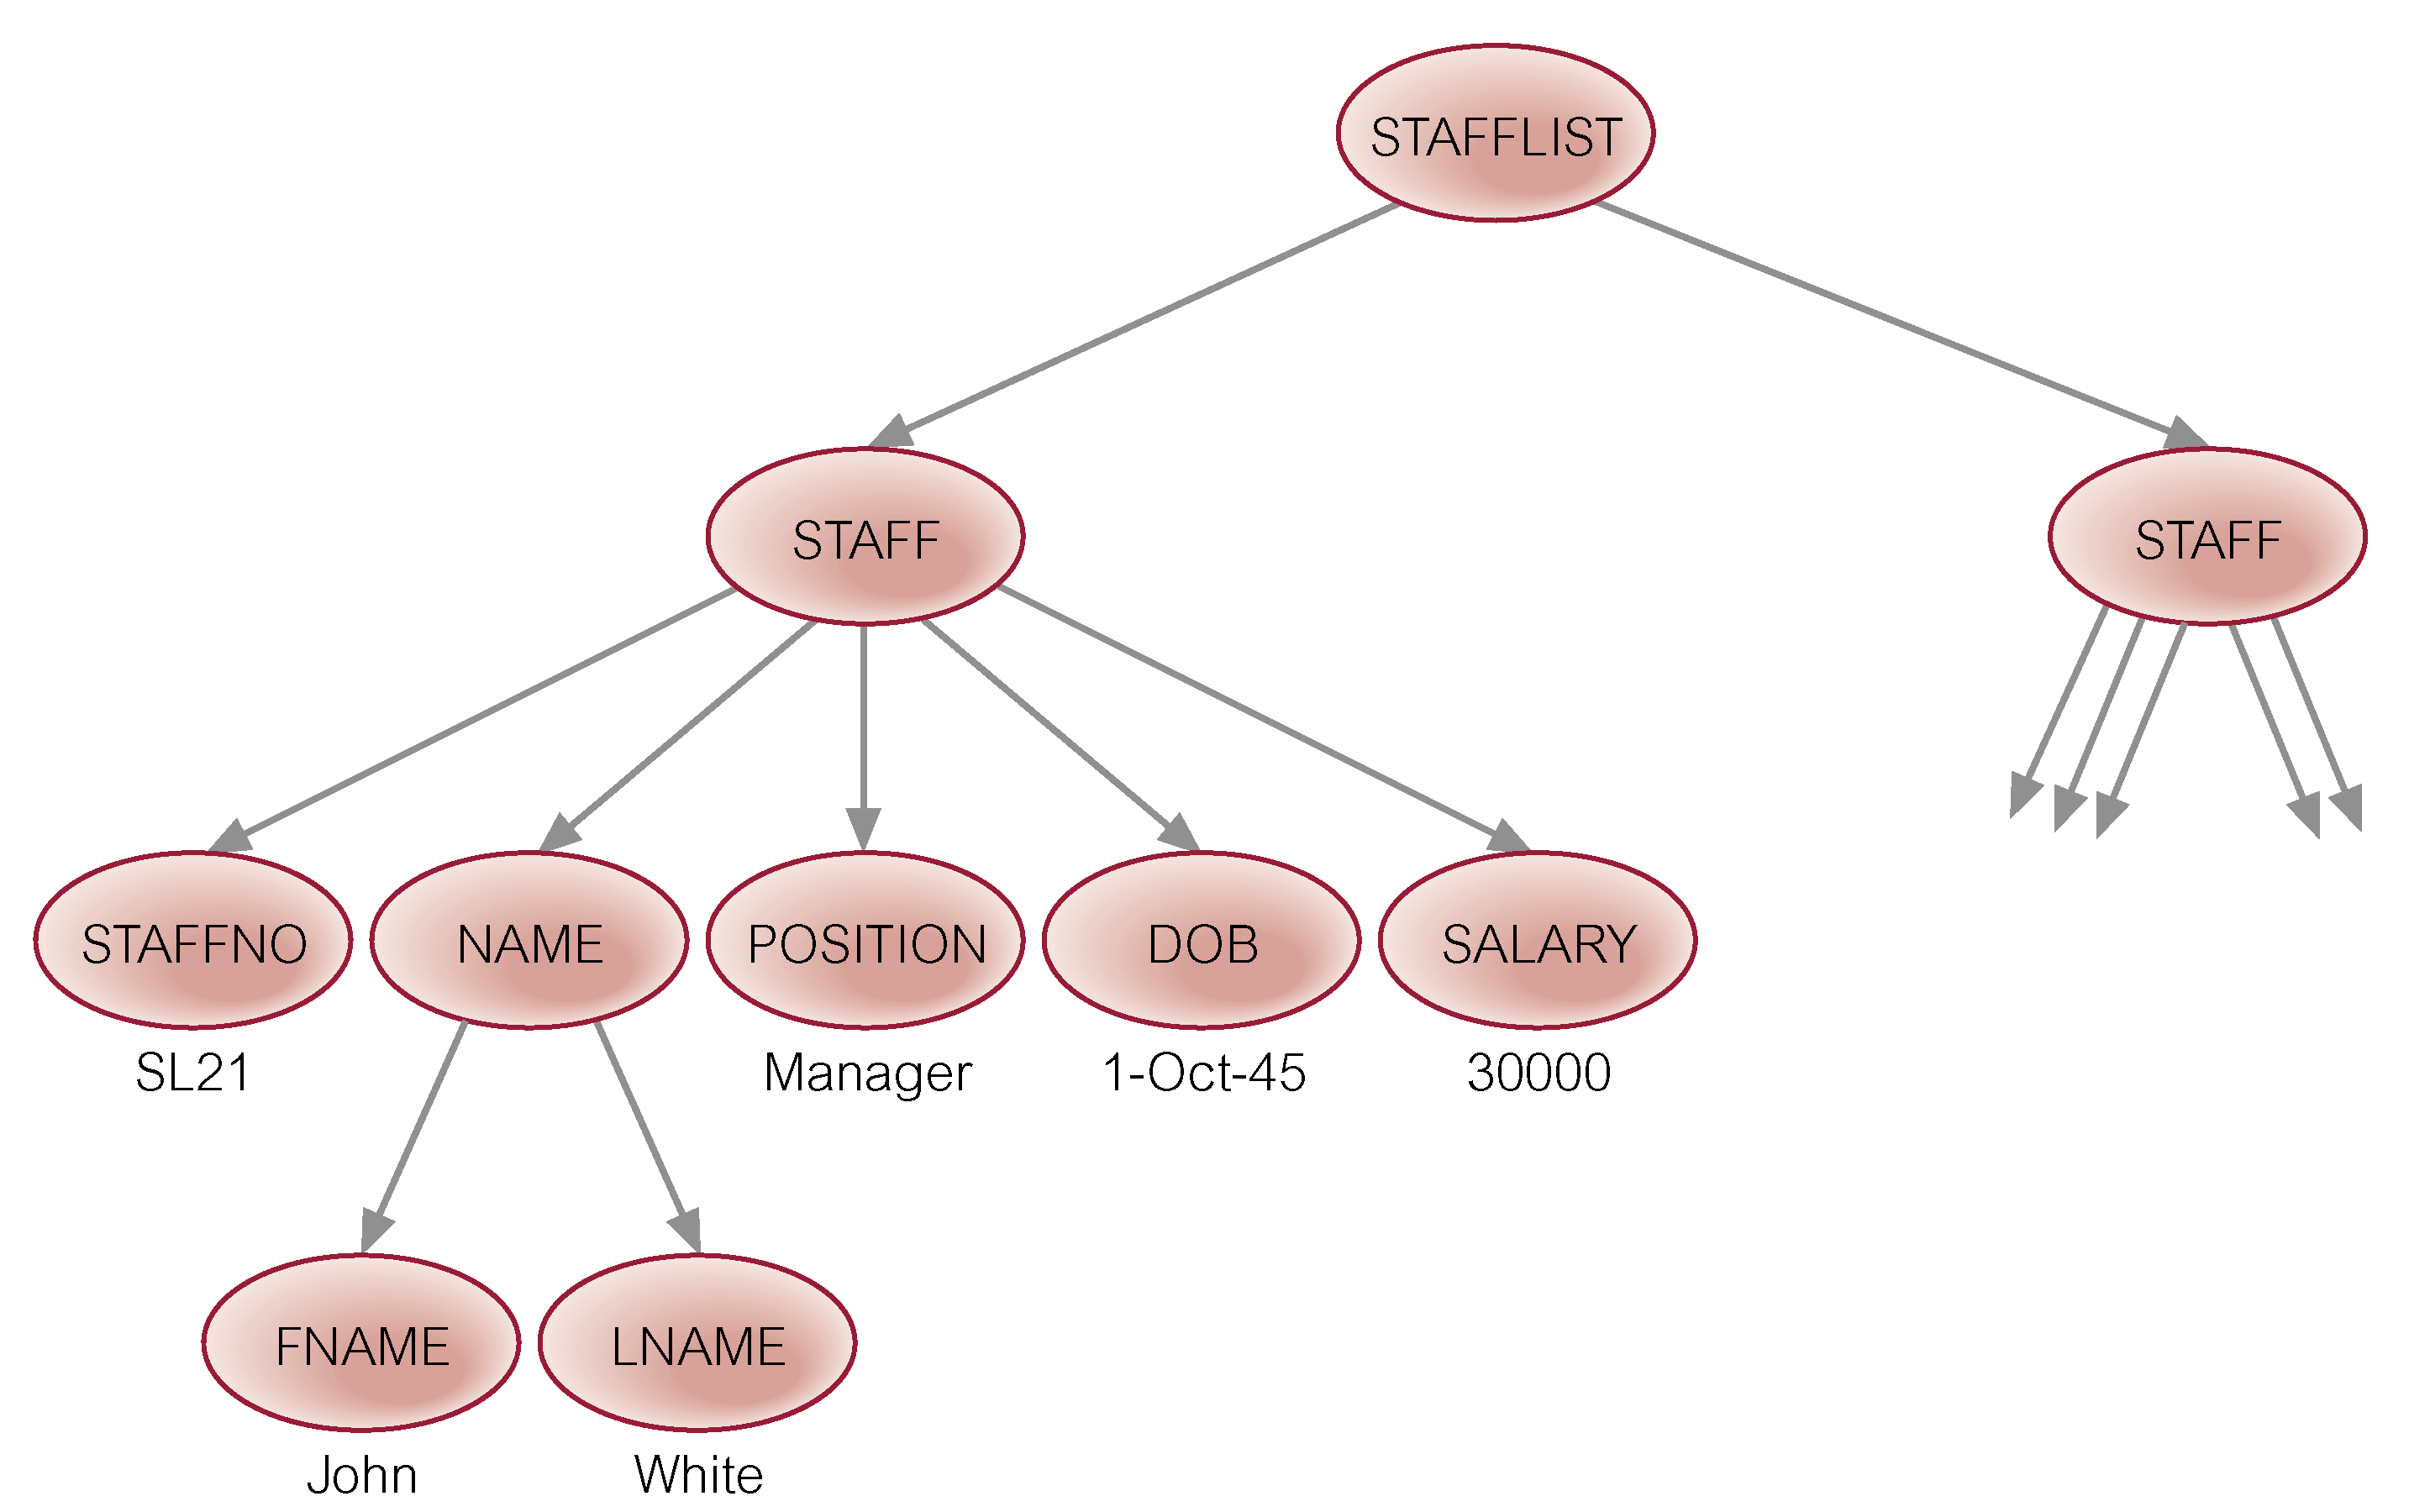 STAFFLIST
STAFF STAFF
STAFFNO NAME POSITION DOB SALARY
SL21 Manager 1-Oct-45 30000
FNAME LNAME
John White